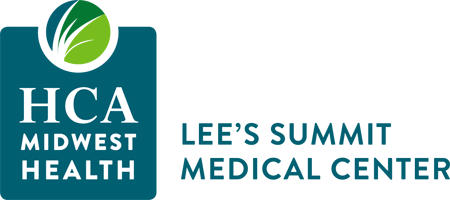 HCA
MIDWEST
HEALTH
LEE'S SUMMIT
MEDICAL CENTER